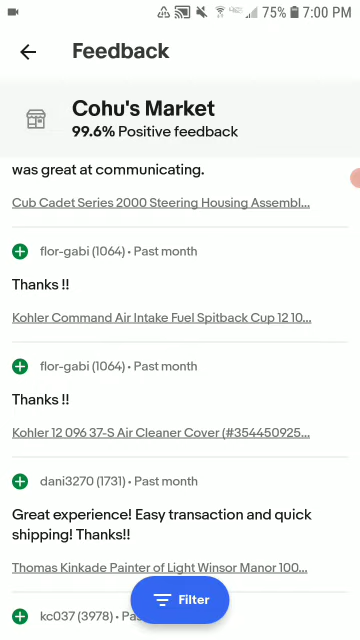 75% 7:00 PM
Feedback
Cohu's Market
99.6% Positive feedback
was great at communicating.
Cub Cadet Series 2000 Steering Housing Assembl...
flor-gabi (1064) • Past month
Thanks !!
Kohler Command Air Intake Fuel Spitback Cup 12 10...
flor-gabi (1064) • Past month
Thanks !!
Kohler 12 096 37-S Air Cleaner Cover (#354450925...
dani3270 (1731) • Past month
Great experience! Easy transaction and quick
shipping! Thanks!!
Thomas Kinkade Painter of Light Winsor Manor 100...
Filter
kc037 (3978) •